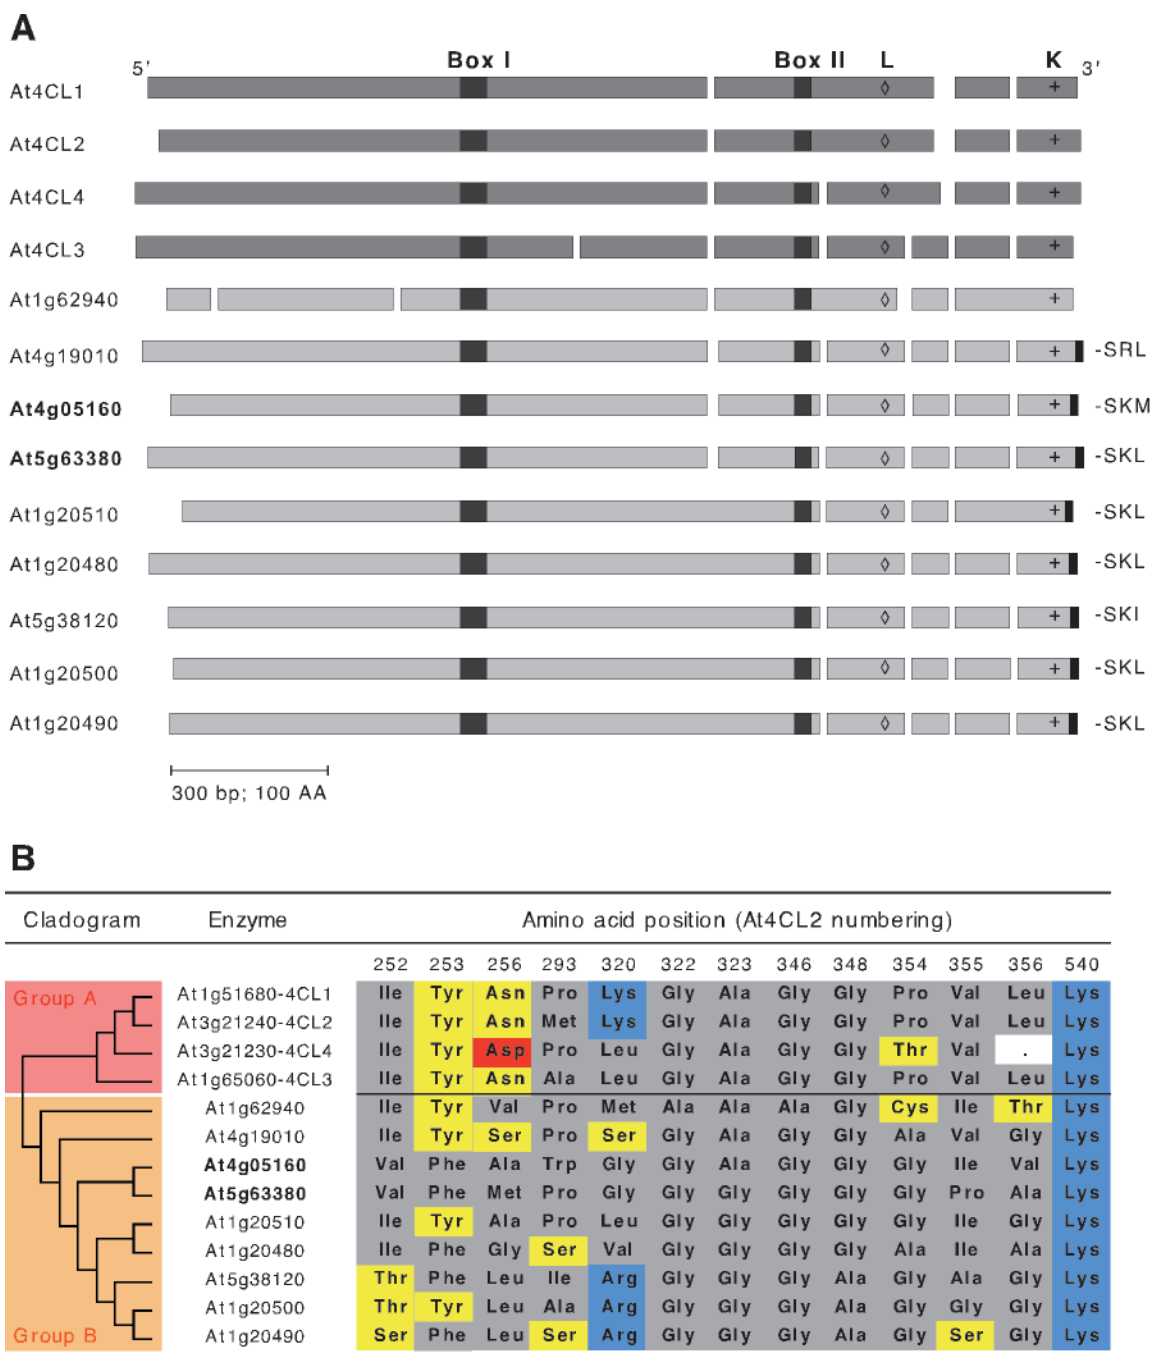 A
5' Box I Box II L K 3'
At4CL1 ◊ +
At4CL2 ◊ +
At4CL4 ◊ +
At4CL3 ◊ +
At1g62940 ◊ +
At4g19010 ◊ + -SRL
At4g05160 ◊ + -SKM
At5g63380 ◊ + -SKL
At1g20510 ◊ + -SKL
At1g20480 ◊ + -SKL
At5g38120 ◊ + -SKI
At1g20500 ◊ + -SKL
At1g20490 ◊ + -SKL
300 bp; 100 AA
B
Cladogram Enzyme Amino acid position (At4CL2 numbering)
252 253 256 293 320 322 323 346 348 354 355 356 540
Group A At1g51680-4CL1 Ile Tyr Asn Pro Lys Gly Ala Gly Gly Pro Val Leu Lys
At3g21240-4CL2 Ile Tyr Asn Met Lys Gly Ala Gly Gly Pro Val Leu Lys
At3g21230-4CL4 Ile Tyr Asp Pro Leu Gly Ala Gly Gly Thr Val . Lys
At1g65060-4CL3 Ile Tyr Asn Ala Leu Gly Ala Gly Gly Pro Val Leu Lys
At1g62940 Ile Tyr Val Pro Met Ala Ala Ala Gly Cys Ile Thr Lys
At4g19010 Ile Tyr Ser Pro Ser Gly Ala Gly Gly Ala Val Gly Lys
At4g05160 Val Phe Ala Trp Gly Gly Ala Gly Gly Gly Ile Val Lys
At5g63380 Val Phe Met Pro Gly Gly Gly Gly Gly Gly Pro Ala Lys
At1g20510 Ile Tyr Ala Pro Leu Gly Gly Gly Gly Gly Ile Gly Lys
At1g20480 Ile Phe Gly Ser Val Gly Gly Gly Gly Ala Ile Ala Lys
At5g38120 Thr Phe Leu Ile Arg Gly Gly Gly Ala Gly Ala Gly Lys
At1g20500 Thr Tyr Leu Ala Arg Gly Gly Gly Ala Gly Gly Gly Lys
Group B At1g20490 Ser Phe Leu Ser Arg Gly Gly Gly Ala Gly Ser Gly Lys